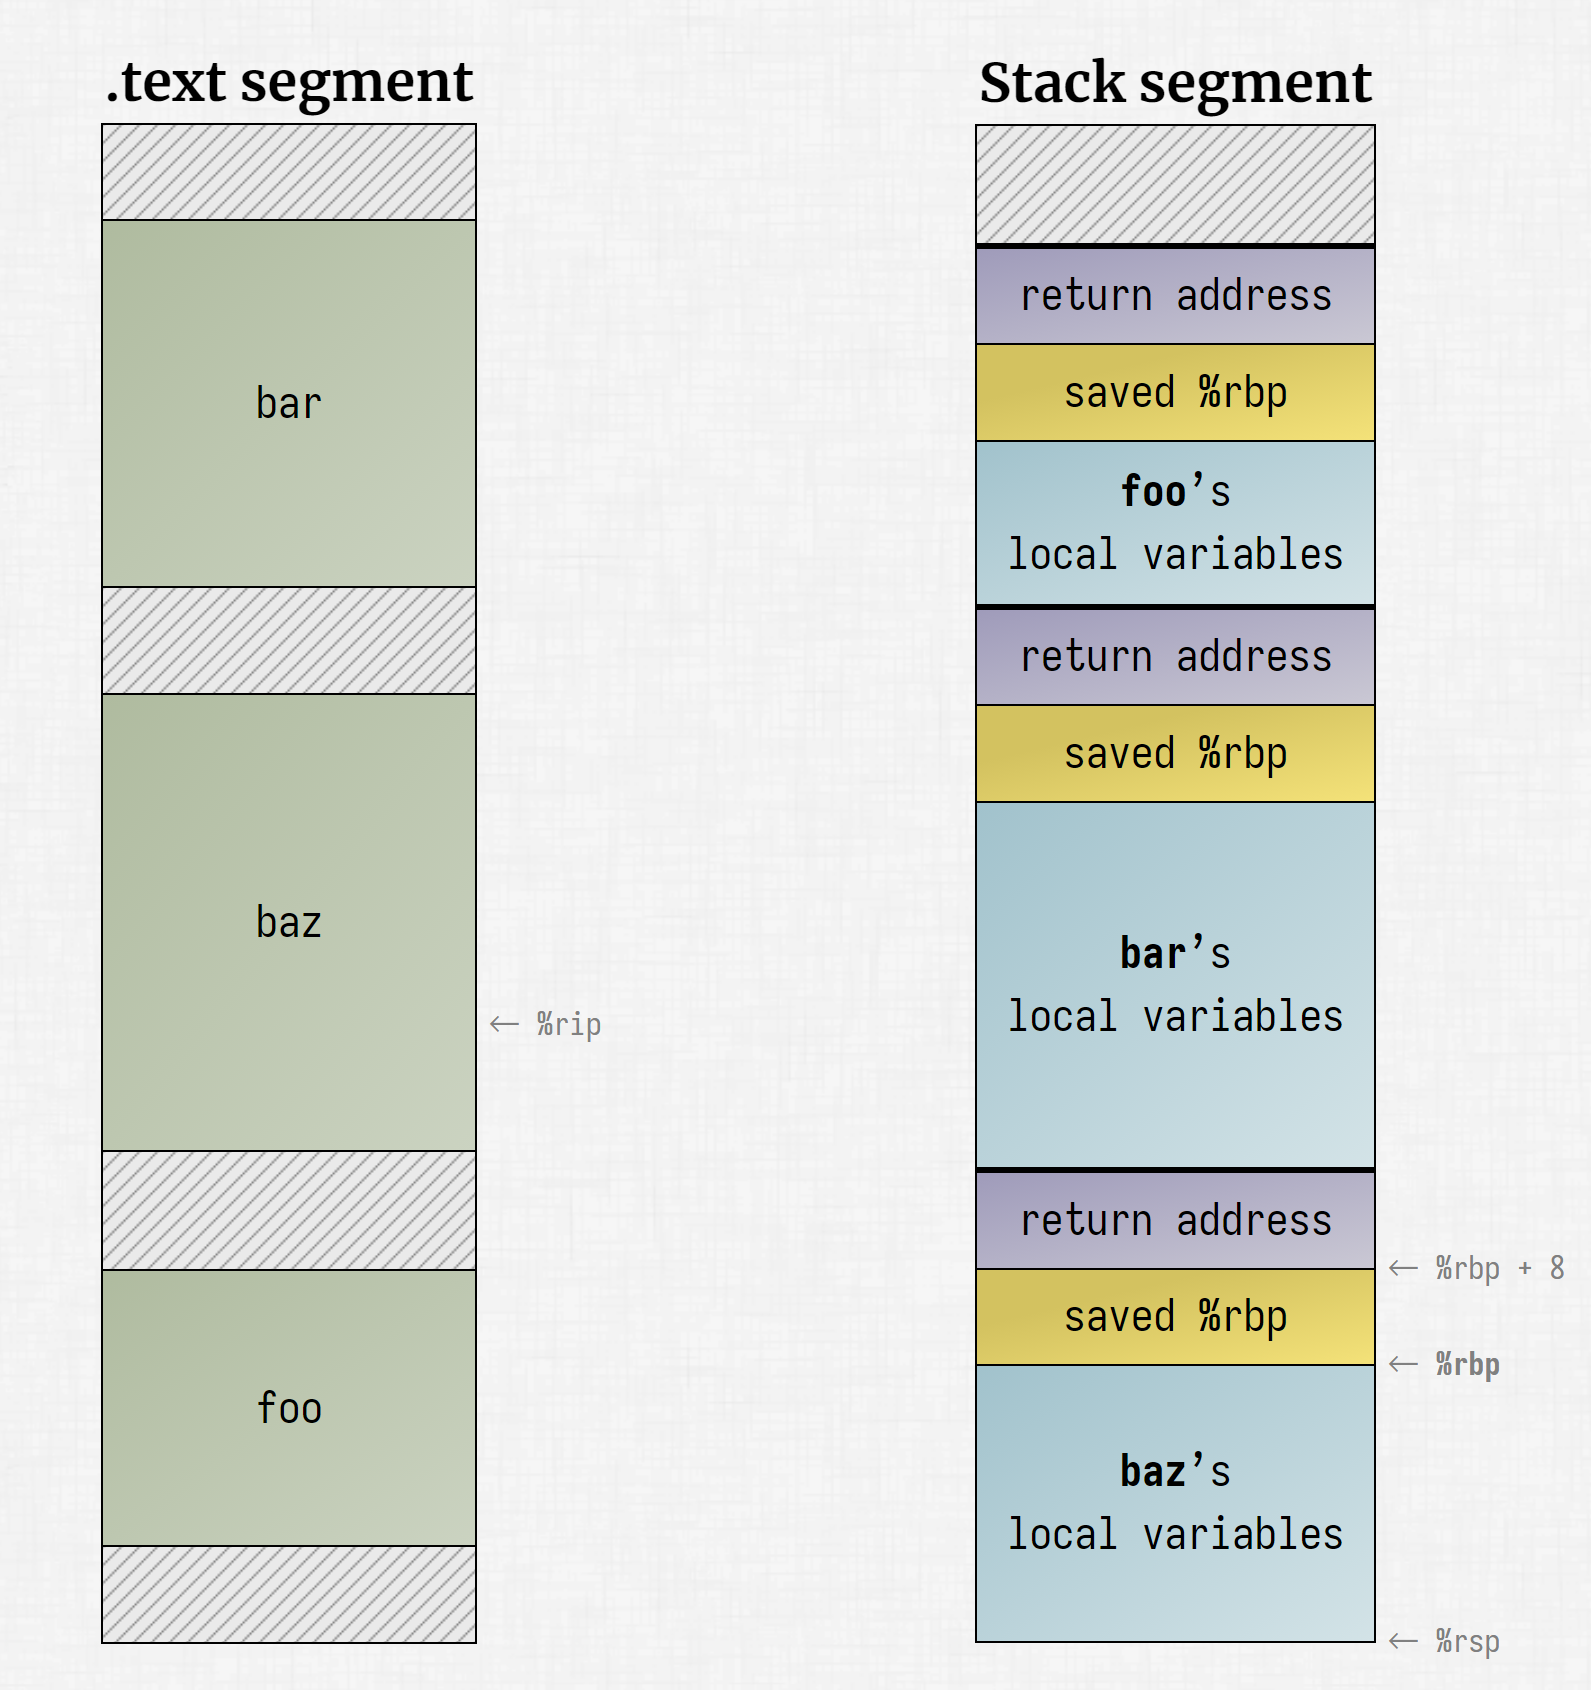 .text segment
bar
baz
← %rip
foo
Stack segment
return address
saved %rbp
foo’s
local variables
return address
saved %rbp
bar’s
local variables
return address
← %rbp + 8
saved %rbp
← %rbp
baz’s
local variables
← %rsp